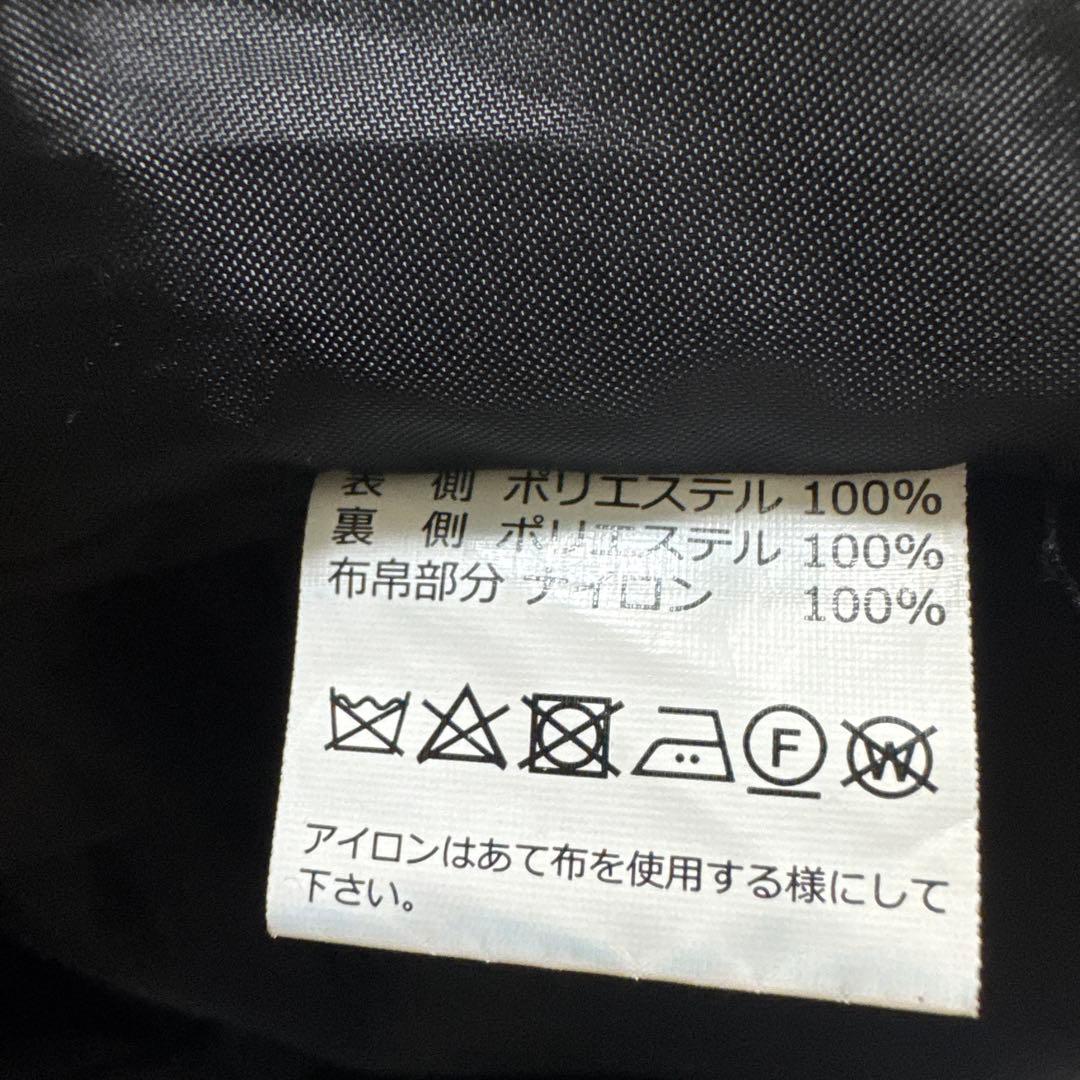 表側 ポリエステル 100%
裏側 ポリエステル 100%
布帛部分 ナイロン 100%
F W
アイロンはあて布を使用する様にして
下さい。